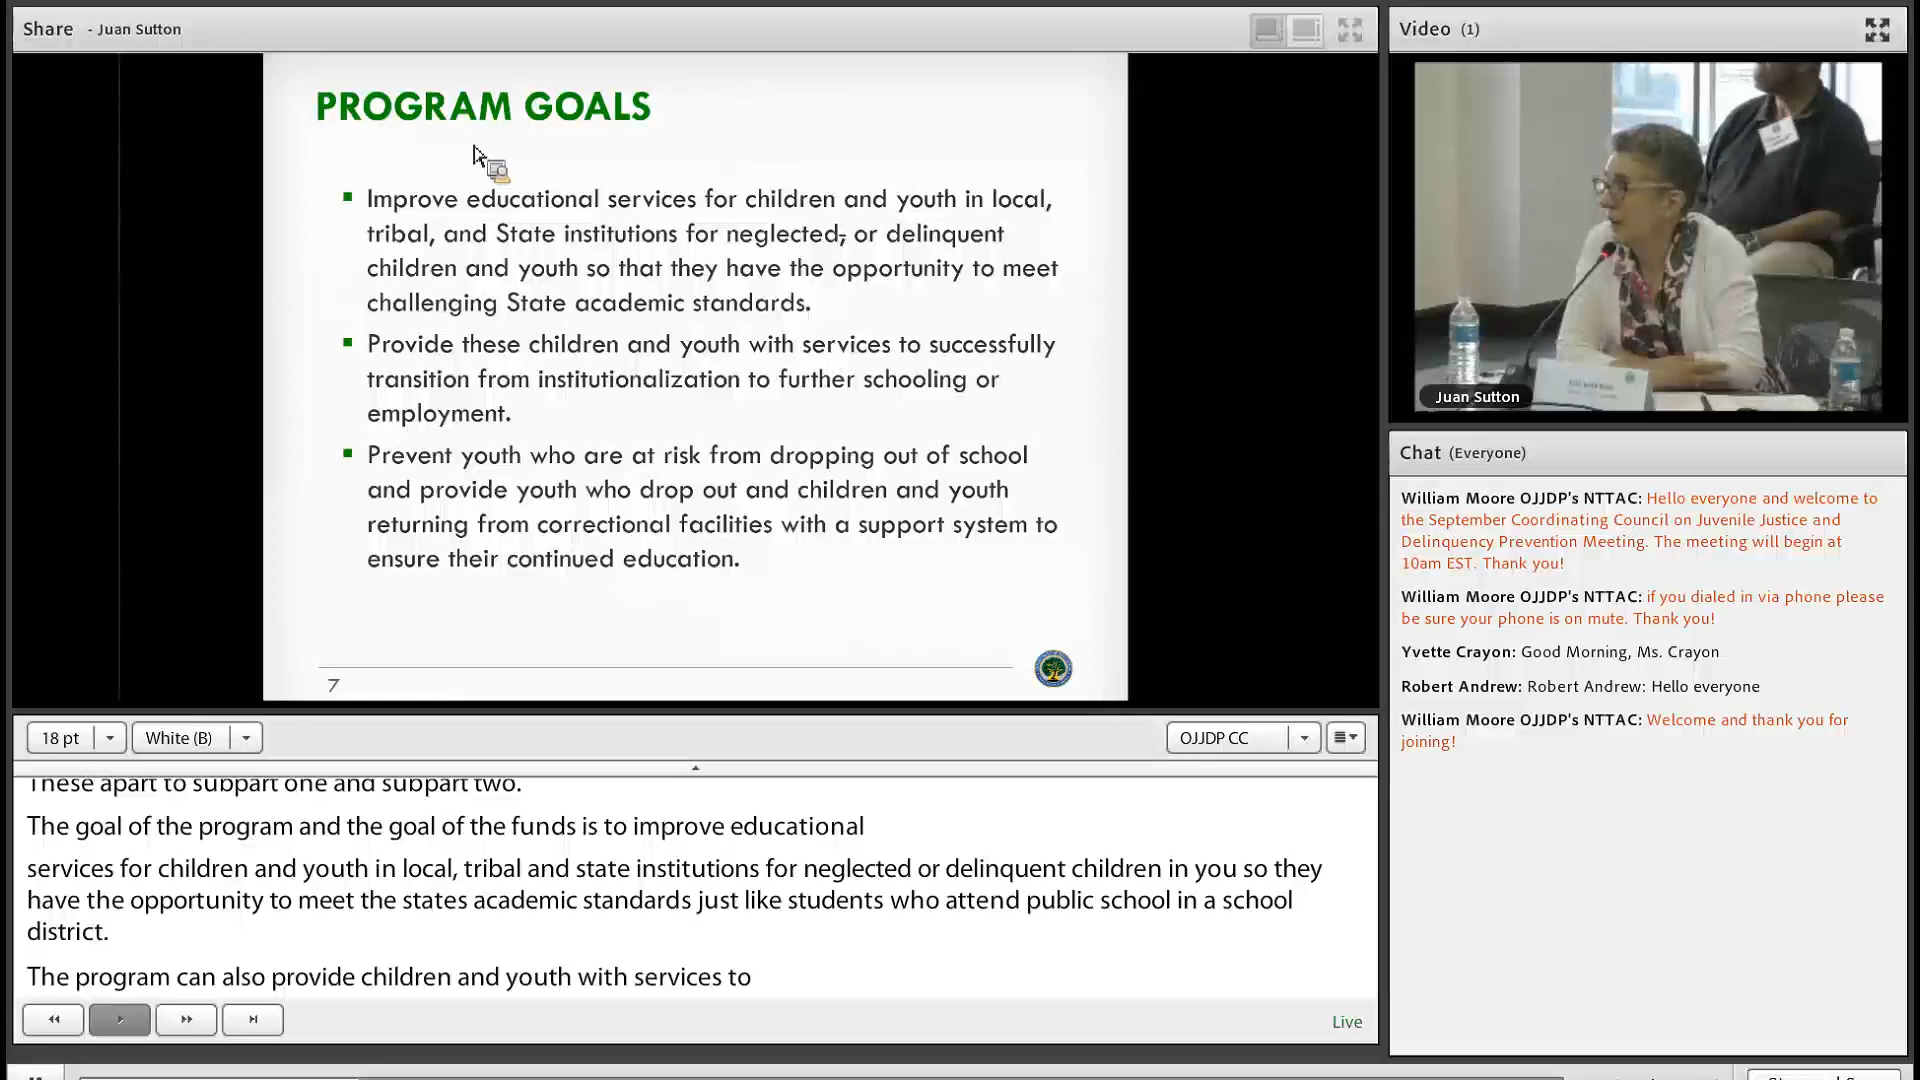 Share - Juan Sutton
PROGRAM GOALS
Improve educational services for children and youth in local,
tribal, and State institutions for neglected, or delinquent
children and youth so that they have the opportunity to meet
challenging State academic standards.
Provide these children and youth with services to successfully
transition from institutionalization to further schooling or
employment.
Prevent youth who are at risk from dropping out of school
and provide youth who drop out and children and youth
returning from correctional facilities with a support system to
ensure their continued education.
7
18 pt
White (B)
OJJDP CC
These apart to subpart one and subpart two.
The goal of the program and the goal of the funds is to improve educational
services for children and youth in local, tribal and state institutions for neglected or delinquent children in you so they
have the opportunity to meet the states academic standards just like students who attend public school in a school
district.
The program can also provide children and youth with services to
Live
Video (1)
Juan Sutton
Chat (Everyone)
William Moore OJJDP's NTTAC: Hello everyone and welcome to
the September Coordinating Council on Juvenile Justice and
Delinquency Prevention Meeting. The meeting will begin at
10am EST. Thank you!
William Moore OJJDP's NTTAC: if you dialed in via phone please
be sure your phone is on mute. Thank you!
Yvette Crayon: Good Morning, Ms. Crayon
Robert Andrew: Robert Andrew: Hello everyone
William Moore OJJDP's NTTAC: Welcome and thank you for
joining!